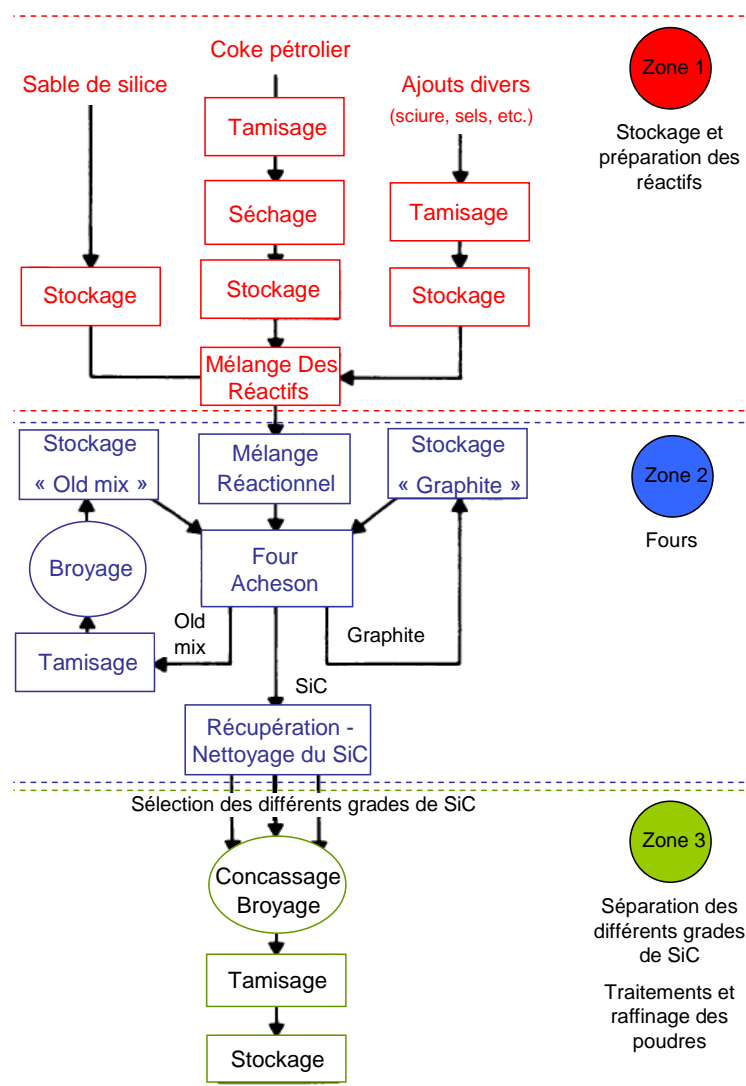 Coke pétrolier
Sable de silice
Ajouts divers
(sciure, sels, etc.)
Zone 1
Stockage et
préparation des
réactifs
Tamisage
Séchage
Tamisage
Stockage
Stockage
Stockage
Mélange Des
Réactifs
Stockage
« Old mix »
Mélange
Réactionnel
Stockage
« Graphite »
Zone 2
Fours
Broyage
Four
Acheson
Old
mix
Graphite
Tamisage
SiC
Récupération -
Nettoyage du SiC
Sélection des différents grades de SiC
Zone 3
Concassage
Broyage
Séparation des
différents grades
de SiC
Tamisage
Traitements et
raffinage des
poudres
Stockage